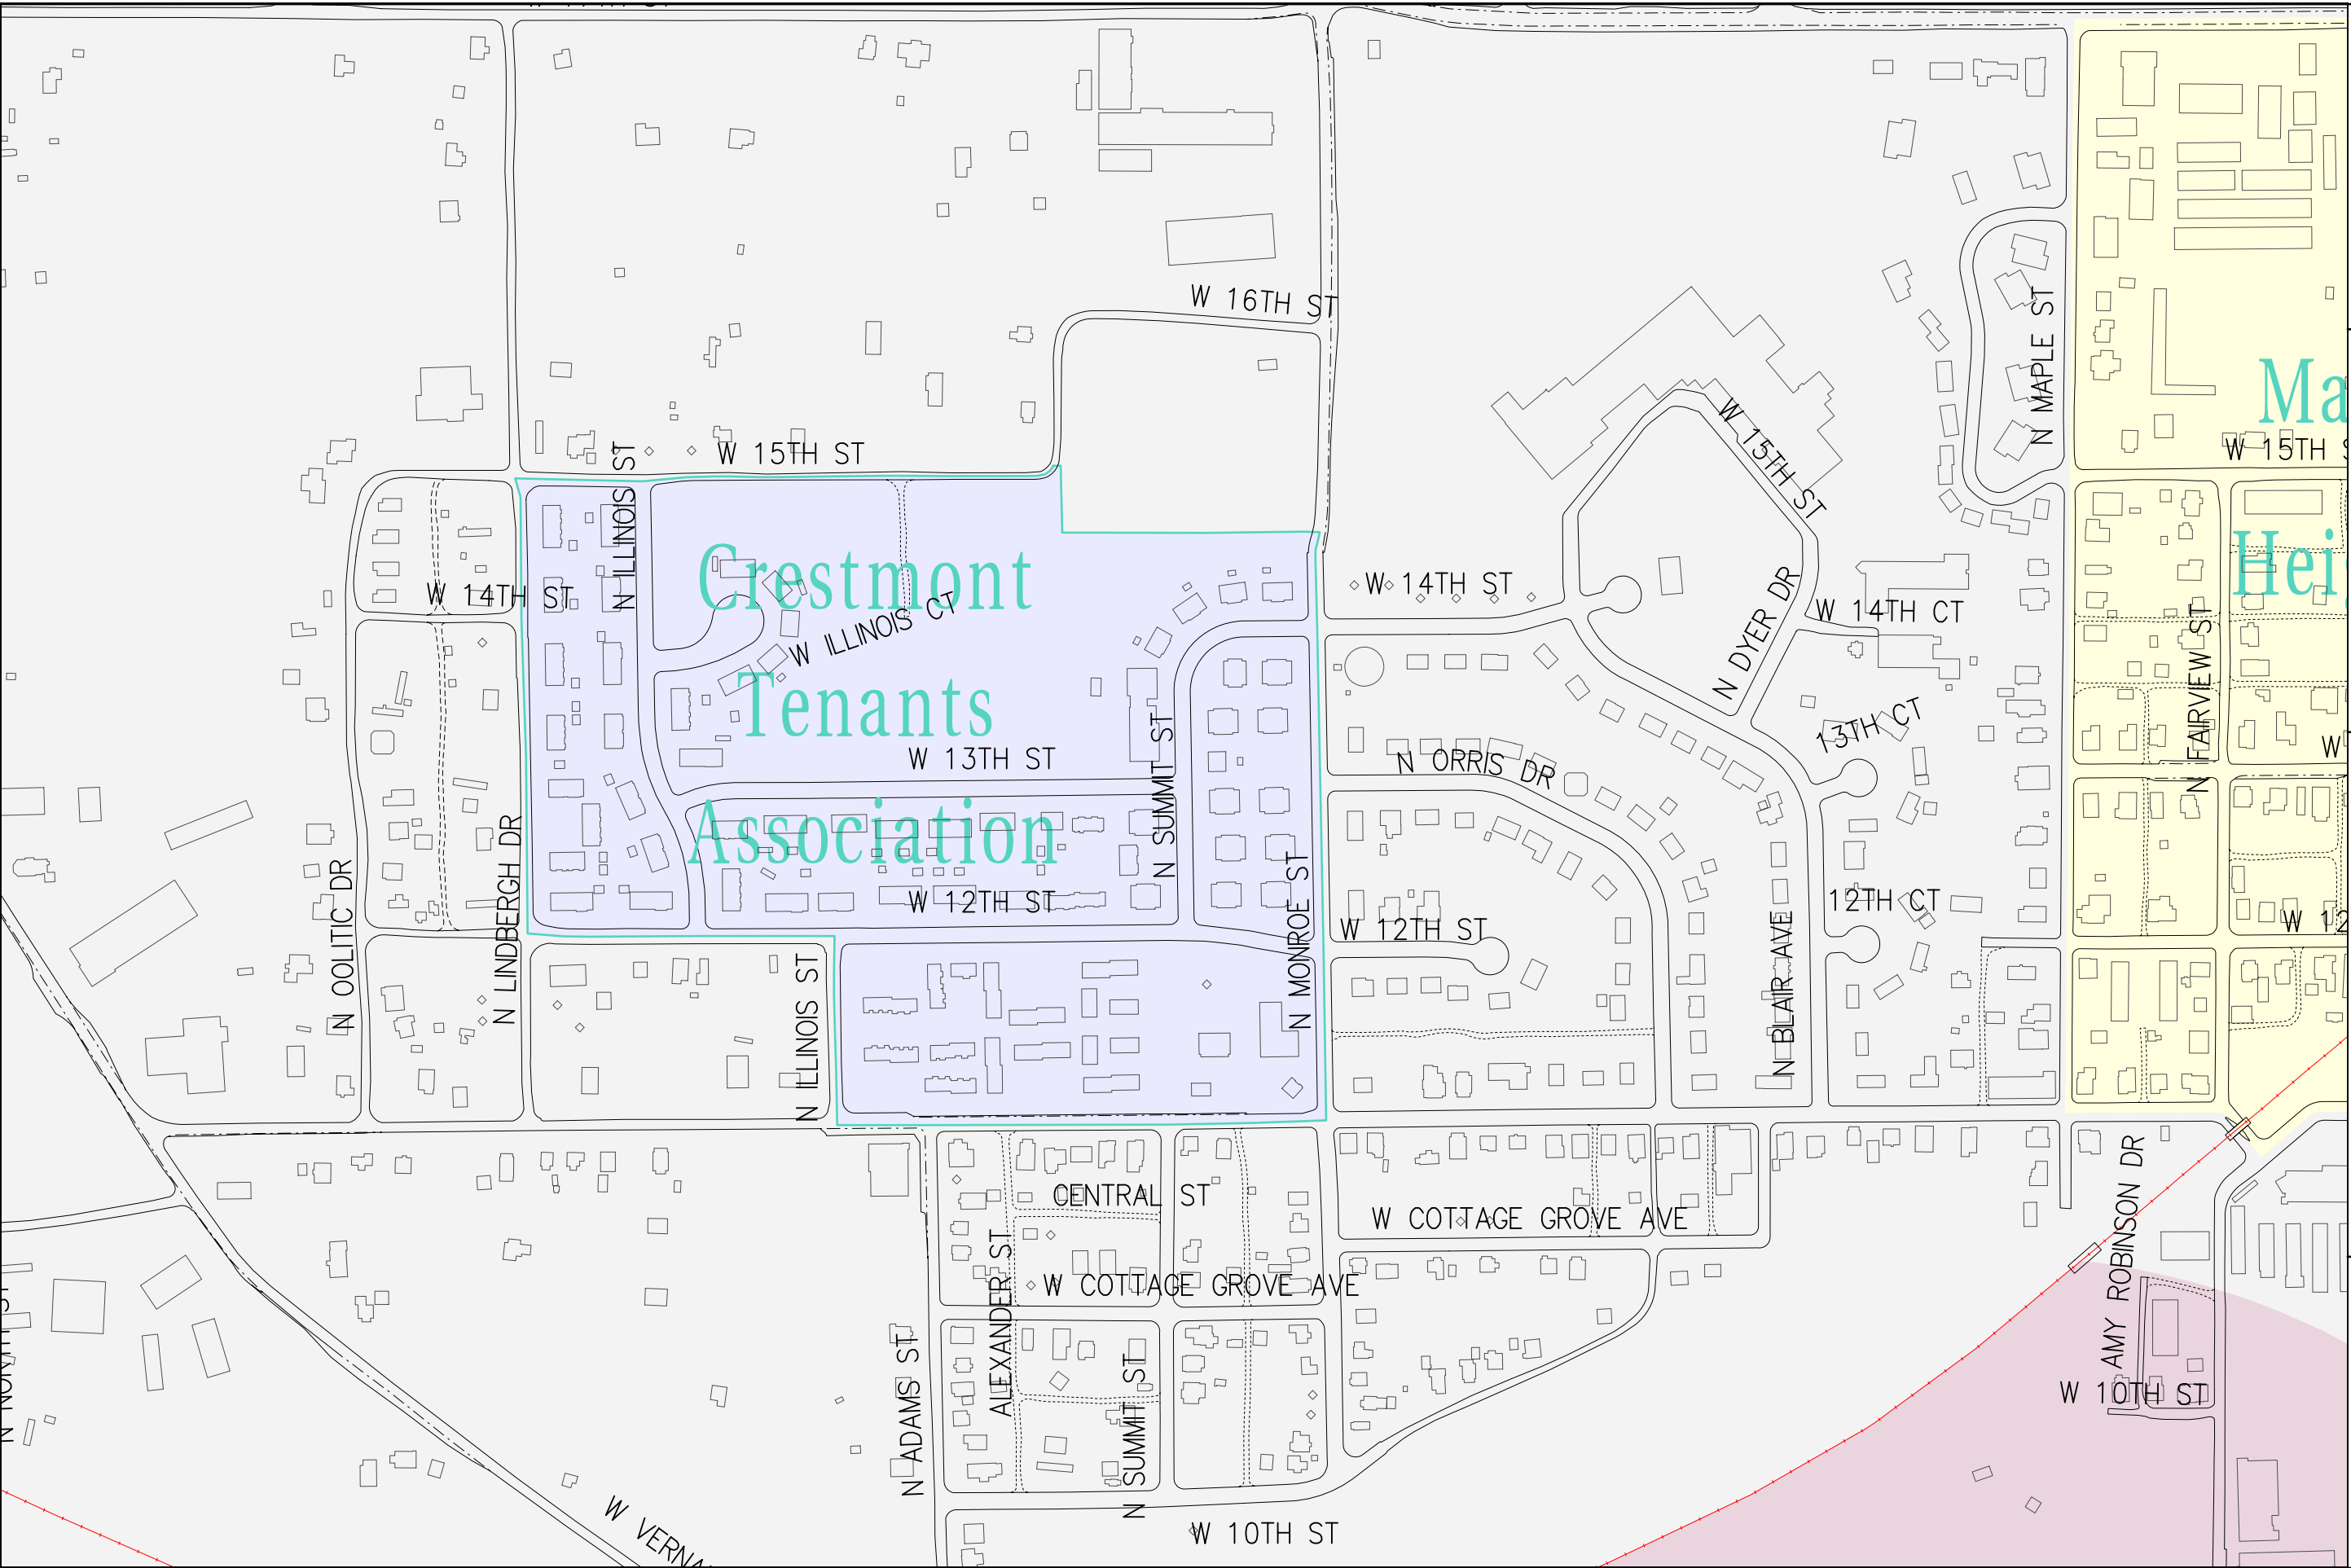 W 16TH ST
N MAPLE ST
W 15TH ST
W 15TH ST
W 15TH
N ILLINOIS ST
Crestmont
Tenants
Association
W 14TH ST
W ILLINOIS CT
W 14TH ST
N DYER DR
W 14TH CT
N FAIRVIEW ST
13TH CT
W 13TH ST
N SUMMIT ST
N ORRIS DR
W
N OOLITIC DR
N LINDBERGH DR
W 12TH ST
N MONROE ST
W 12TH ST
12TH CT
N BLAIR AVE
W 12
N ILLINOIS ST
CENTRAL ST
W COTTAGE GROVE AVE
N AMY ROBINSON DR
ALEXANDER ST
W COTTAGE GROVE AVE
N ADAMS ST
N SUMMIT ST
W 10TH ST
W 10TH ST